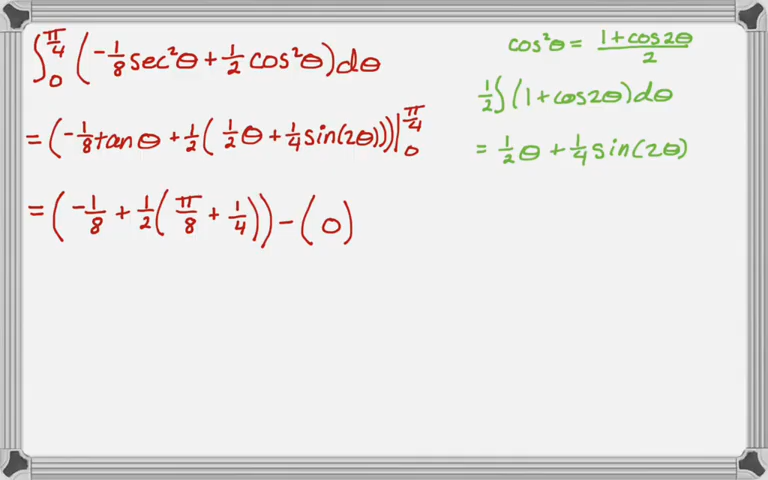 ∫₀^(π/4) (-1/8 sec²θ + 1/2 cos²θ) dθ
= (-1/8 tan θ + 1/2 (1/2 θ + 1/4 sin(2θ))) |₀^(π/4)
= (-1/8 + 1/2 (π/8 + 1/4)) - (0)
cos²θ = (1 + cos2θ)/2
1/2 ∫ (1 + cos2θ) dθ
= 1/2 θ + 1/4 sin(2θ)